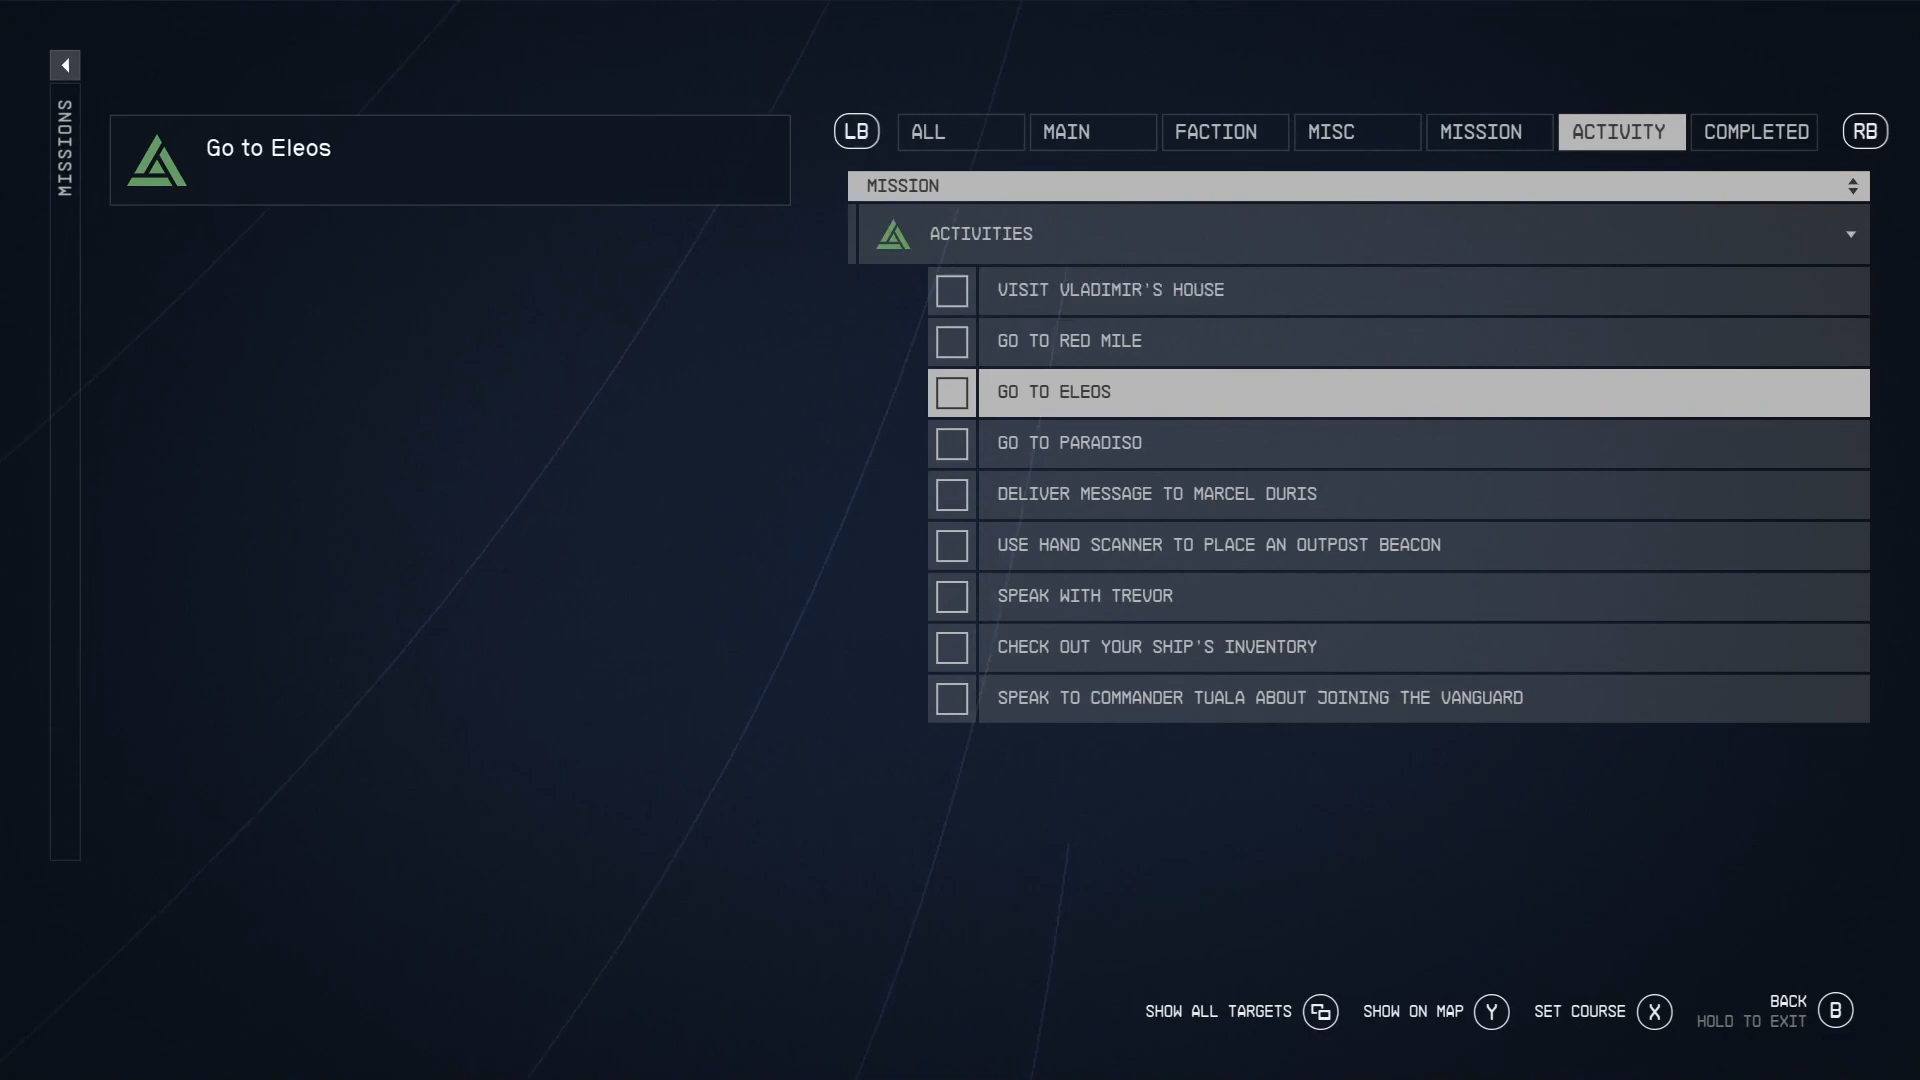 MISSIONS
Go to Eleos
LB ALL MAIN FACTION MISC MISSION ACTIVITY COMPLETED RB
MISSION
ACTIVITIES
VISIT VLADIMIR'S HOUSE
GO TO RED MILE
GO TO ELEOS
GO TO PARADISO
DELIVER MESSAGE TO MARCEL DURIS
USE HAND SCANNER TO PLACE AN OUTPOST BEACON
SPEAK WITH TREVOR
CHECK OUT YOUR SHIP'S INVENTORY
SPEAK TO COMMANDER TUALA ABOUT JOINING THE VANGUARD
SHOW ALL TARGETS SHOW ON MAP Y SET COURSE X BACK B
HOLD TO EXIT